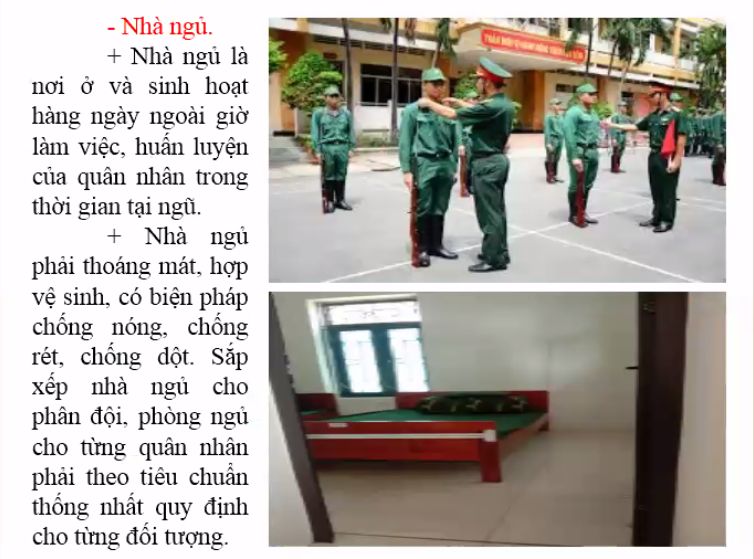 - Nhà ngủ.
+ Nhà ngủ là
nơi ở và sinh hoạt
hàng ngày ngoài giờ
làm việc, huấn luyện
của quân nhân trong
thời gian tại ngũ.
+ Nhà ngủ
phải thoáng mát, hợp
vệ sinh, có biện pháp
chống nóng, chống
rét, chống dột. Sắp
xếp nhà ngủ cho
phân đội, phòng ngủ
cho từng quân nhân
phải theo tiêu chuẩn
thống nhất quy định
cho từng đối tượng.